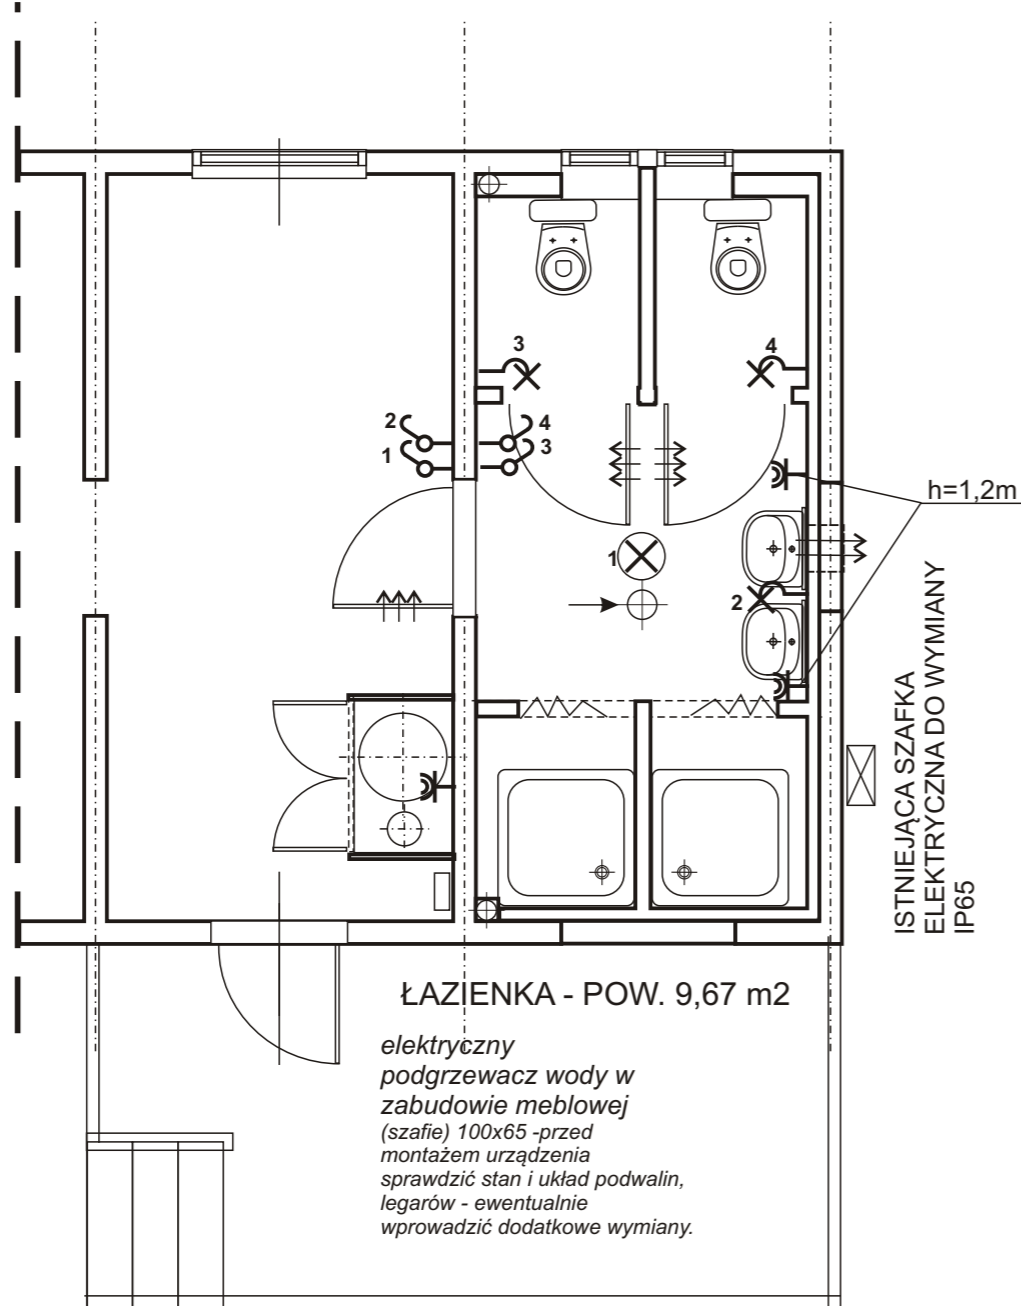 3
4
2
4
1
3
h=1,2m
1
2
ISTNIEJĄCA SZAFKA
ELEKTRYCZNA DO WYMIANY
IP65
ŁAZIENKA - POW. 9,67 m2
elektryczny
podgrzewacz wody w
zabudowie meblowej
(szafie) 100x65 -przed
montażem urządzenia
sprawdzić stan i układ podwalin,
legarów - ewentualnie
wprowadzić dodatkowe wymiany.